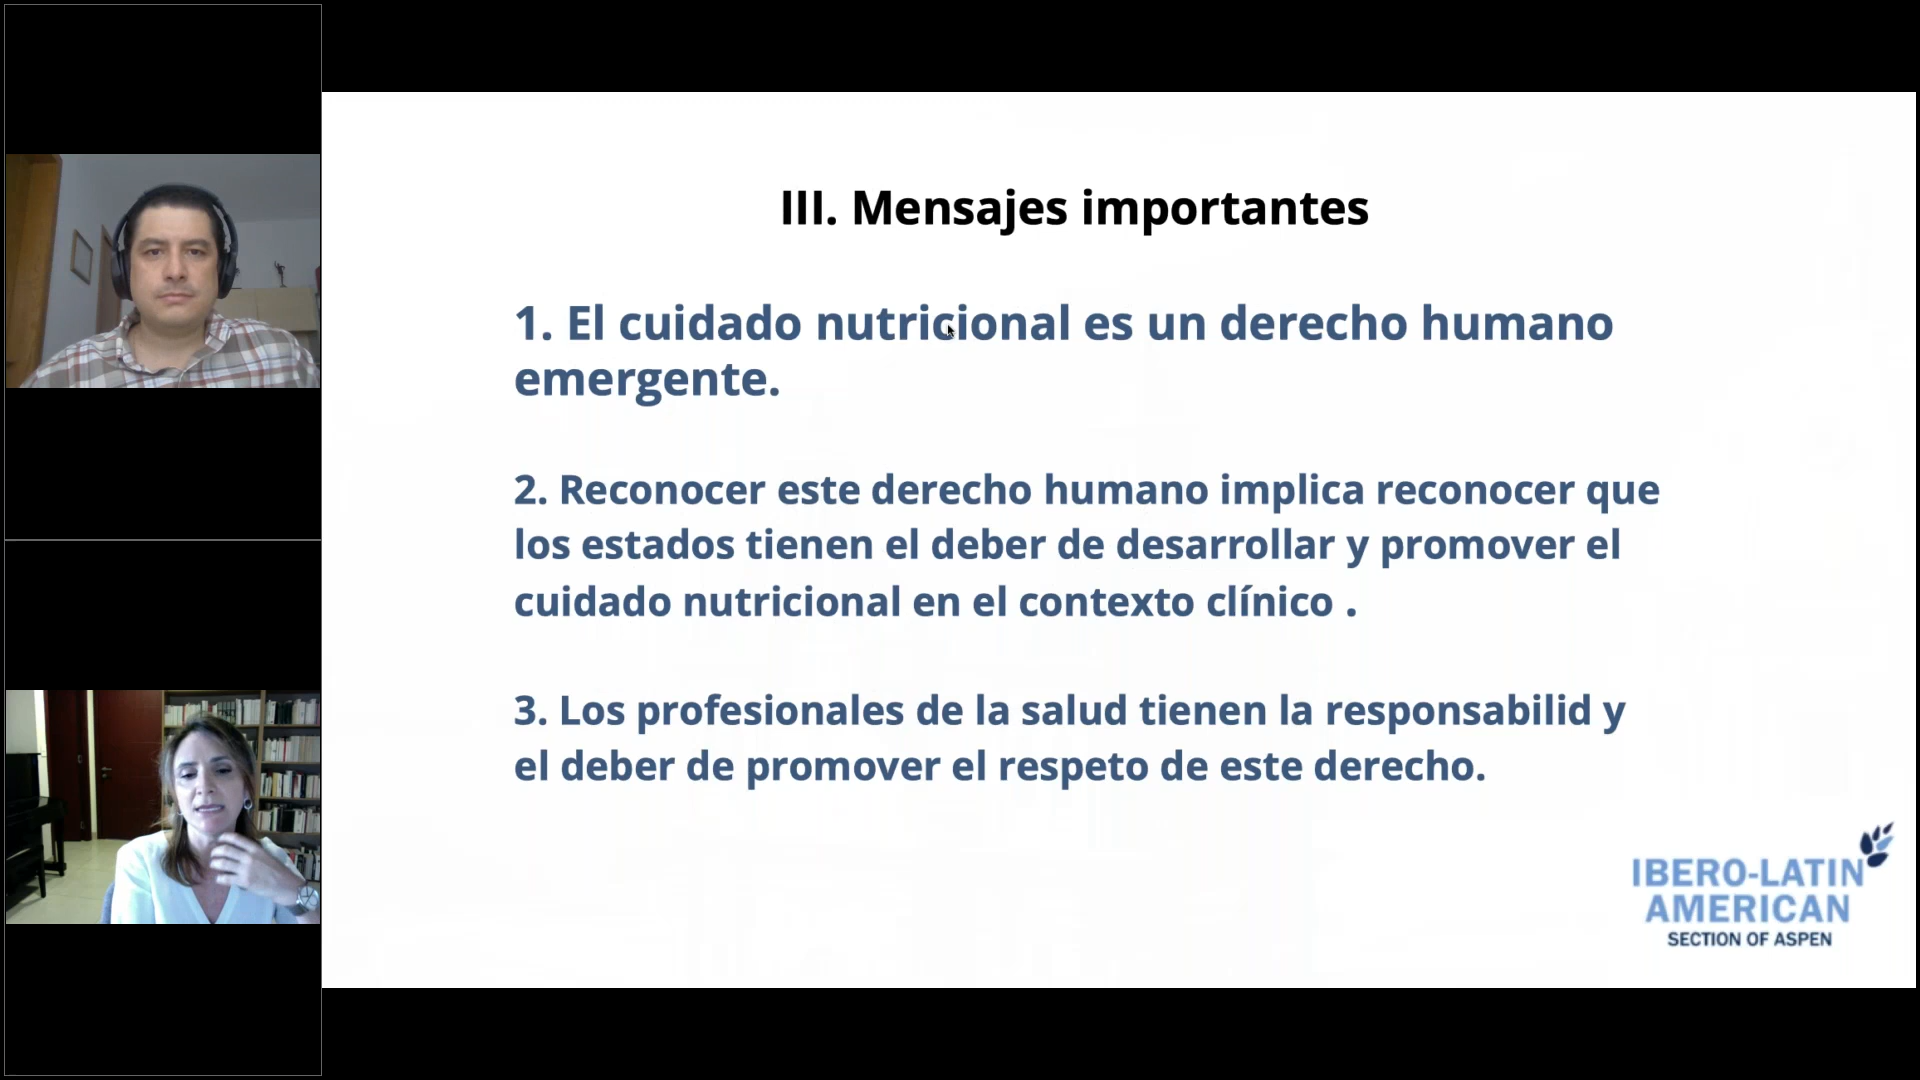 III. Mensajes importantes
1. El cuidado nutricional es un derecho humano
emergente.
2. Reconocer este derecho humano implica reconocer que
los estados tienen el deber de desarrollar y promover el
cuidado nutricional en el contexto clínico .
3. Los profesionales de la salud tienen la responsabilid y
el deber de promover el respeto de este derecho.
IBERO-LATIN
AMERICAN
SECTION OF ASPEN